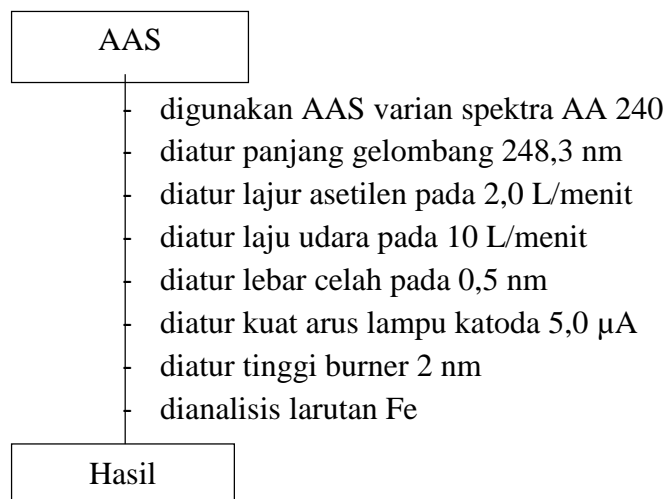 AAS
- digunakan AAS varian spektra AA 240
- diatur panjang gelombang 248,3 nm
- diatur lajur asetilen pada 2,0 L/menit
- diatur laju udara pada 10 L/menit
- diatur lebar celah pada 0,5 nm
- diatur kuat arus lampu katoda 5,0 µA
- diatur tinggi burner 2 nm
- dianalisis larutan Fe
Hasil